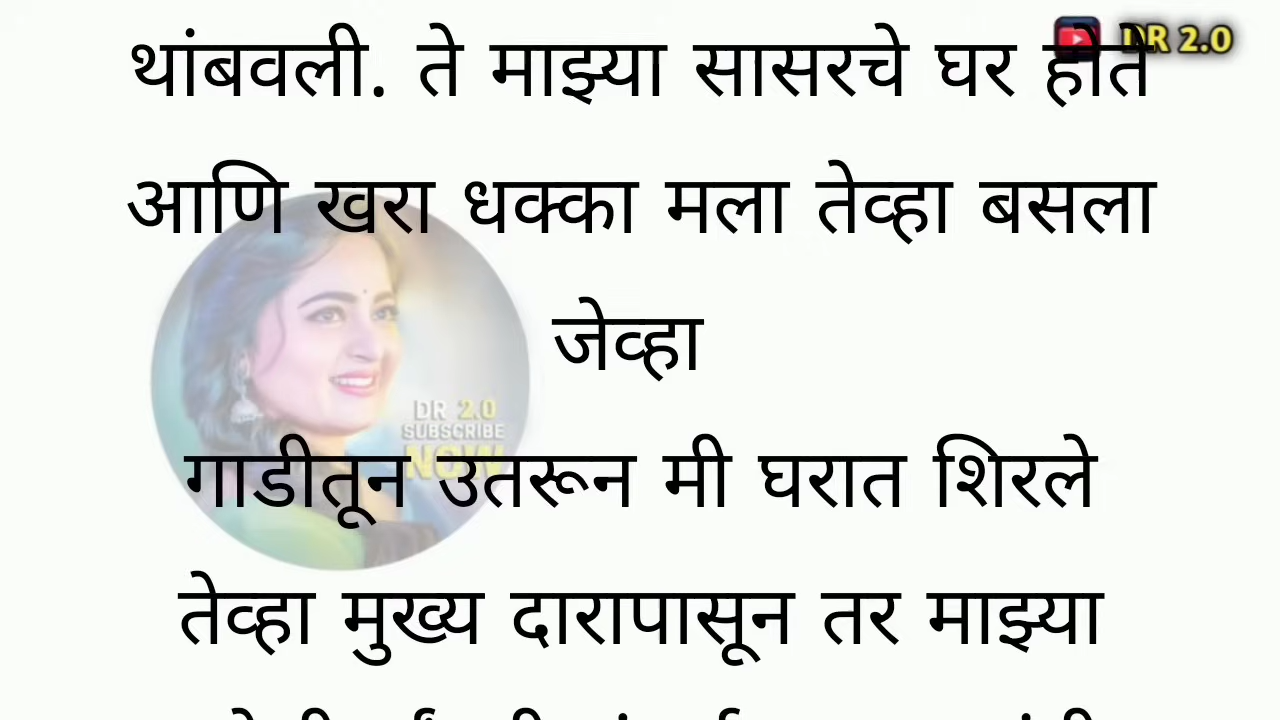 DR 2.0
थांबवली. ते माझ्या सासरचे घर होते
आणि खरा धक्का मला तेव्हा बसला
जेव्हा
DR 2.0
SUBSCRIBE
NOW
गाडीतून उतरून मी घरात शिरले
तेव्हा मुख्य दारापासून तर माझ्या